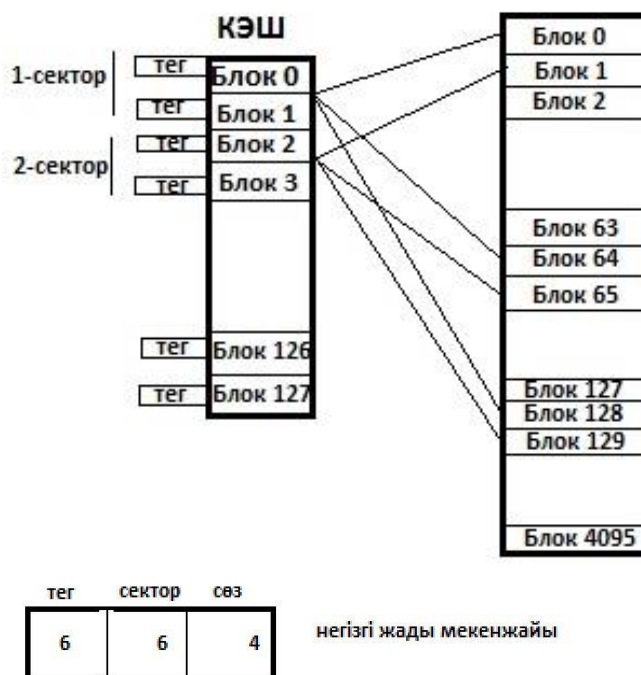 КЭШ
1-сектор
2-сектор
тег
Блок 0
тег
Блок 1
тег
Блок 2
тег
Блок 3
тег
Блок 126
тег
Блок 127
Блок 0
Блок 1
Блок 2
Блок 63
Блок 64
Блок 65
Блок 127
Блок 128
Блок 129
Блок 4095
тег сектор сөз
6 6 4
негізгі жады мекенжайы